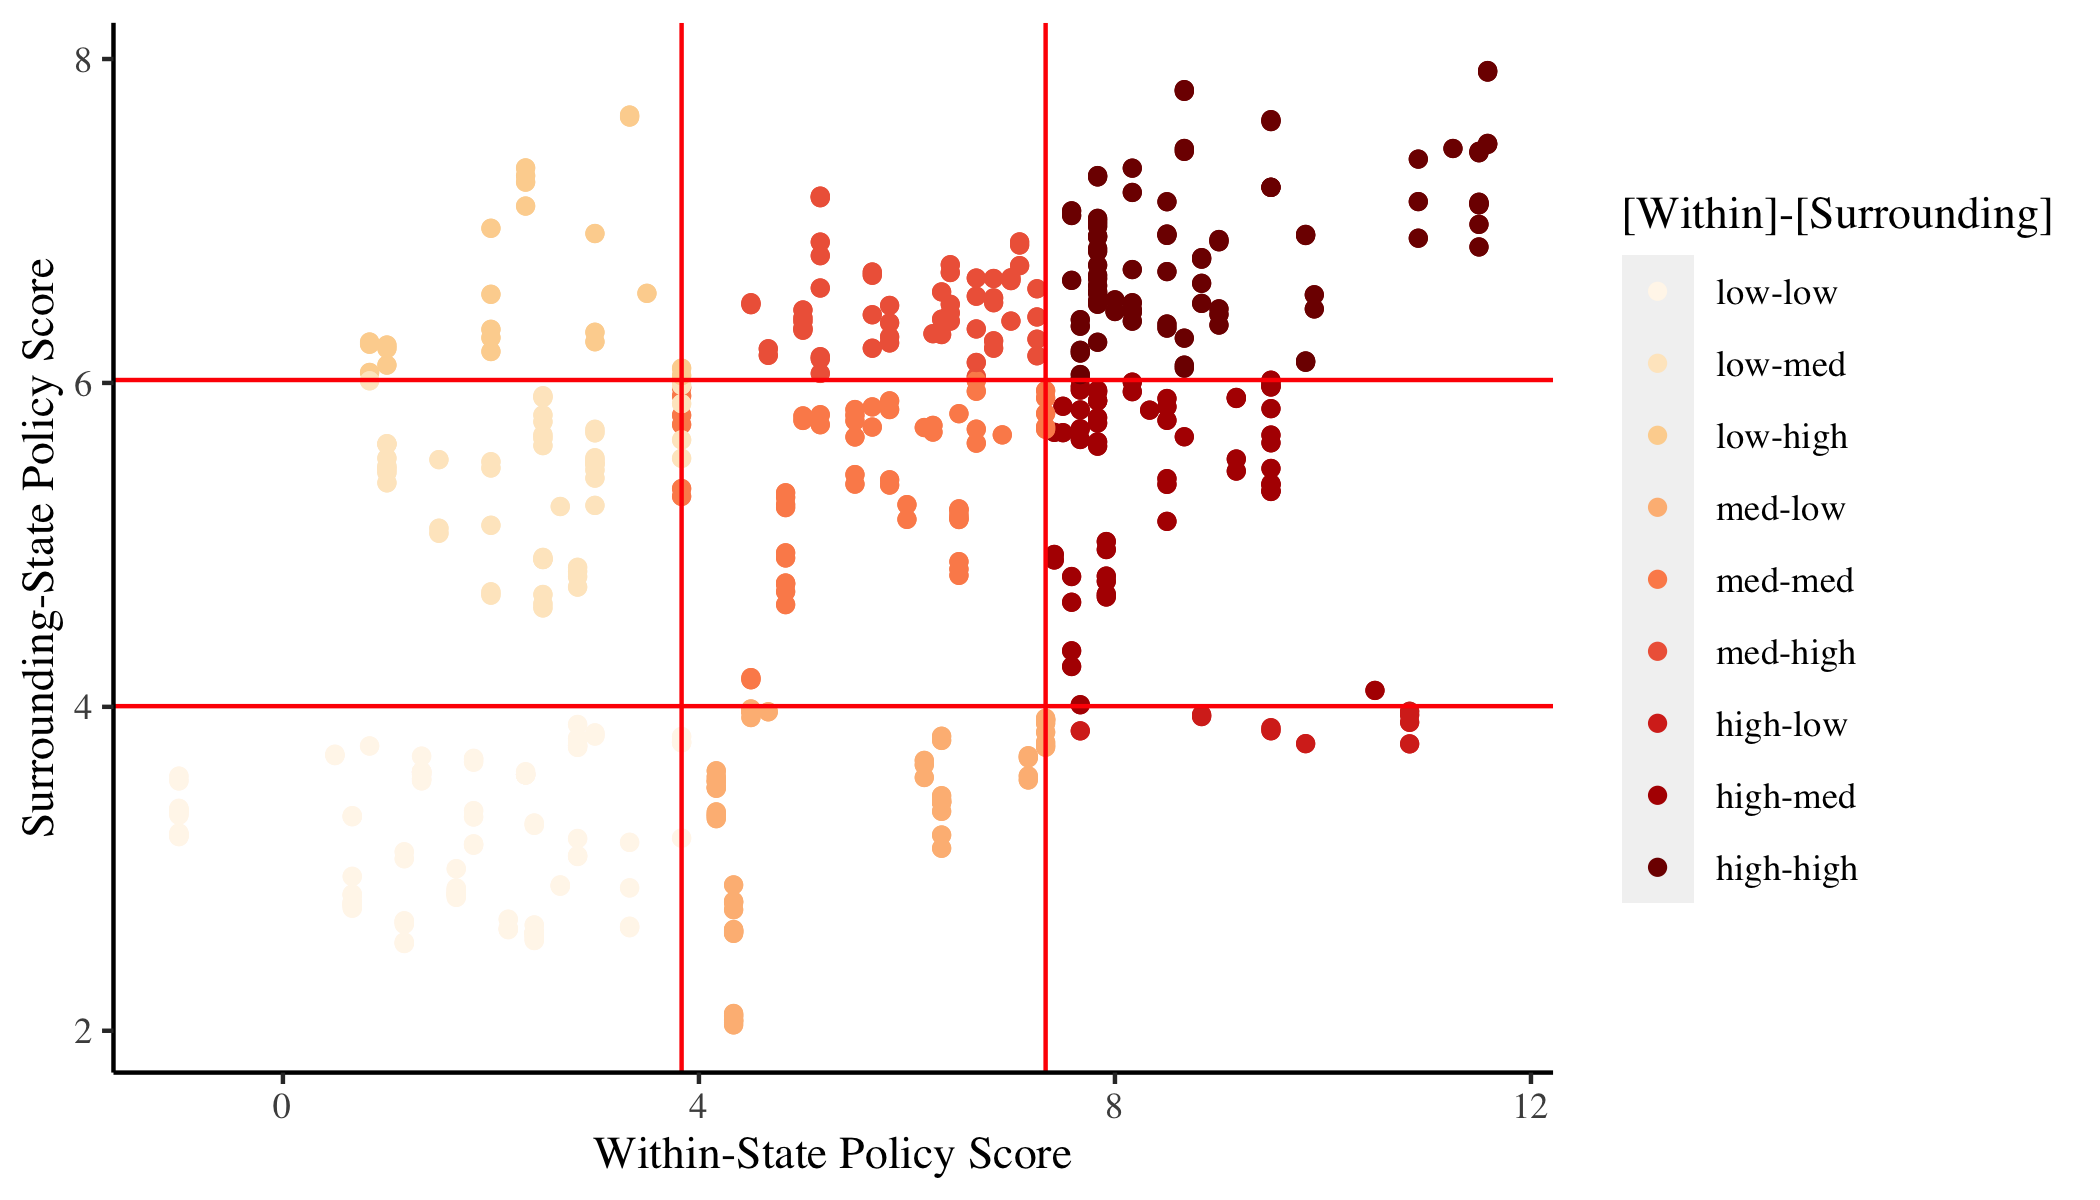 8
6
4
2
Surrounding-State Policy Score
0
4
8
12
Within-State Policy Score
[Within]-[Surrounding]
low-low
low-med
low-high
med-low
med-med
med-high
high-low
high-med
high-high